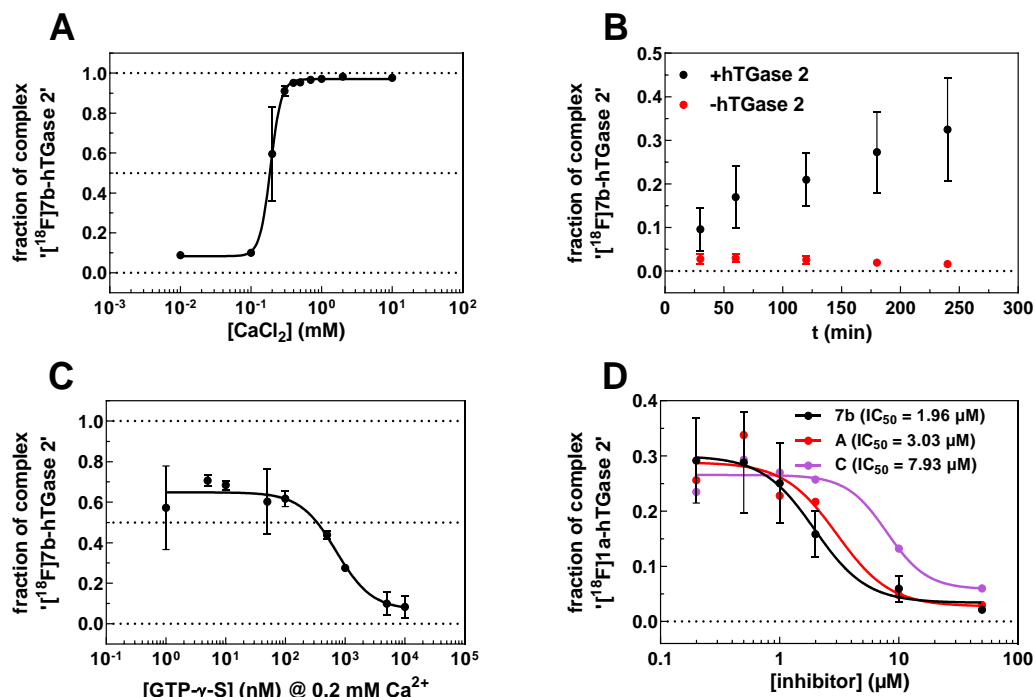 A
fraction of complex
'[¹⁸F]7b-hTGase 2'
1.0
0.8
0.6
0.4
0.2
0.0
10⁻³ 10⁻² 10⁻¹ 10⁰ 10¹ 10²
[CaCl₂] (mM)
B
fraction of complex
'[¹⁸F]7b-hTGase 2'
+hTGase 2
-hTGase 2
0.5
0.4
0.3
0.2
0.1
0.0
0 50 100 150 200 250 300
t (min)
C
fraction of complex
'[¹⁸F]7b-hTGase 2'
1.0
0.8
0.6
0.4
0.2
0.0
10⁻¹ 10⁰ 10¹ 10² 10³ 10⁴ 10⁵
[GTP-γ-S] (nM) @ 0.2 mM Ca²⁺
D
fraction of complex
'[¹⁸F]1a-hTGase 2'
7b (IC₅₀ = 1.96 µM)
A (IC₅₀ = 3.03 µM)
C (IC₅₀ = 7.93 µM)
0.4
0.3
0.2
0.1
0.0
0.1 1 10 100
[inhibitor] (µM)